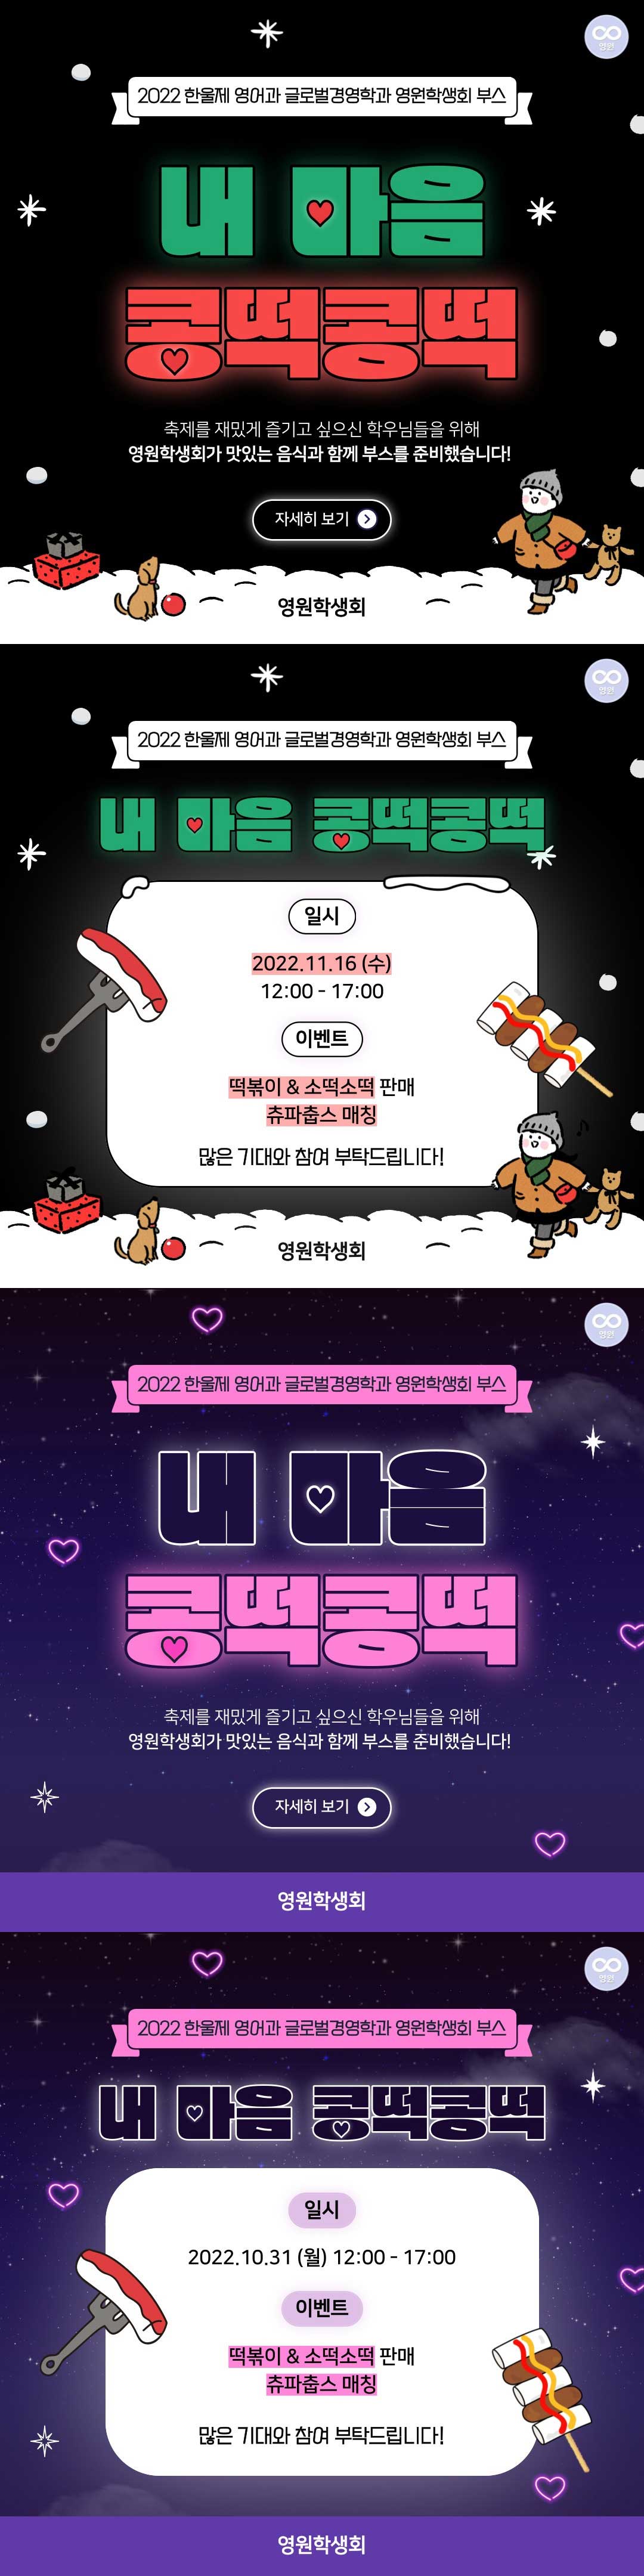 영원
2022 한울제 영어과 글로벌경영학과 영원학생회 부스
내 마음
콩떡콩떡
축제를 재밌게 즐기고 싶으신 학우님들을 위해
영원학생회가 맛있는 음식과 함께 부스를 준비했습니다!
자세히 보기
영원학생회
영원
2022 한울제 영어과 글로벌경영학과 영원학생회 부스
내 마음 콩떡콩떡
일시
2022.11.16 (수)
12:00 - 17:00
이벤트
떡볶이 & 소떡소떡 판매
츄파춥스 매칭
많은 기대와 참여 부탁드립니다!
영원학생회
영원
2022 한울제 영어과 글로벌경영학과 영원학생회 부스
내 마음
콩떡콩떡
축제를 재밌게 즐기고 싶으신 학우님들을 위해
영원학생회가 맛있는 음식과 함께 부스를 준비했습니다!
자세히 보기
영원학생회
영원
2022 한울제 영어과 글로벌경영학과 영원학생회 부스
내 마음 콩떡콩떡
일시
2022.10.31 (월) 12:00 - 17:00
이벤트
떡볶이 & 소떡소떡 판매
츄파춥스 매칭
많은 기대와 참여 부탁드립니다!
영원학생회